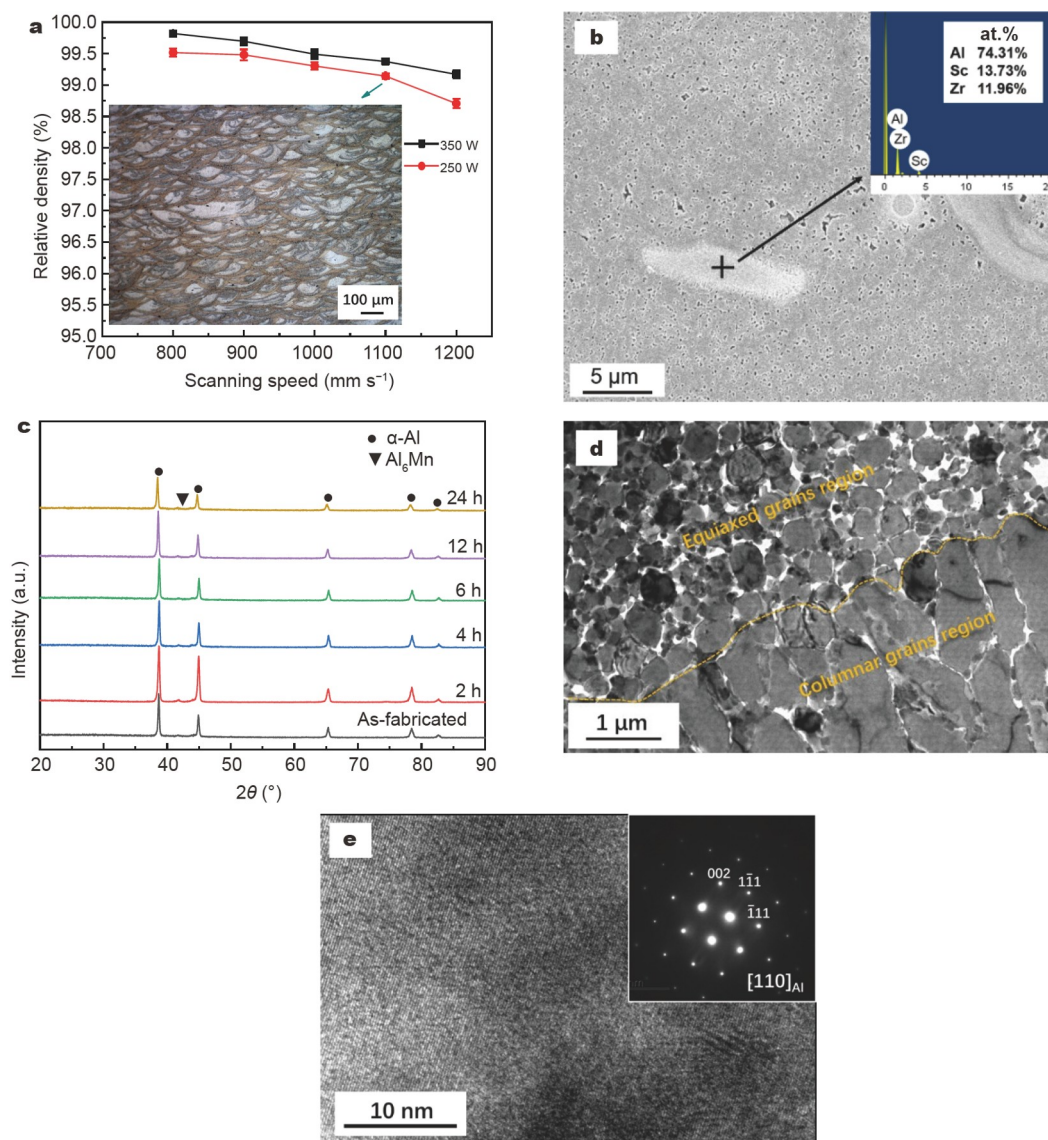 a
100.0
99.5
99.0
98.5
98.0
97.5
97.0
96.5
96.0
95.5
95.0
Relative density (%)
350 W
250 W
100 µm
700 800 900 1000 1100 1200
Scanning speed (mm s⁻¹)
b
at.%
Al 74.31%
Sc 13.73%
Zr 11.96%
Al
Zr
Sc
0 5 10 15 20
5 µm
c
α-Al
Al₆Mn
24 h
12 h
6 h
4 h
2 h
As-fabricated
Intensity (a.u.)
20 30 40 50 60 70 80 90
2θ (°)
d
Equiaked grains region
Columnar grains region
1 µm
e
002
11̅1
1̅11
[110]Al
10 nm